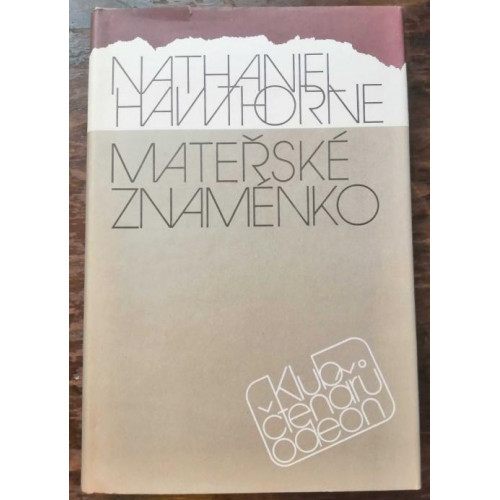 NATHANIEL
HAWTHORNE
MATEŘSKÉ
ZNAMÉNKO
Klub
čtenářů
odeon